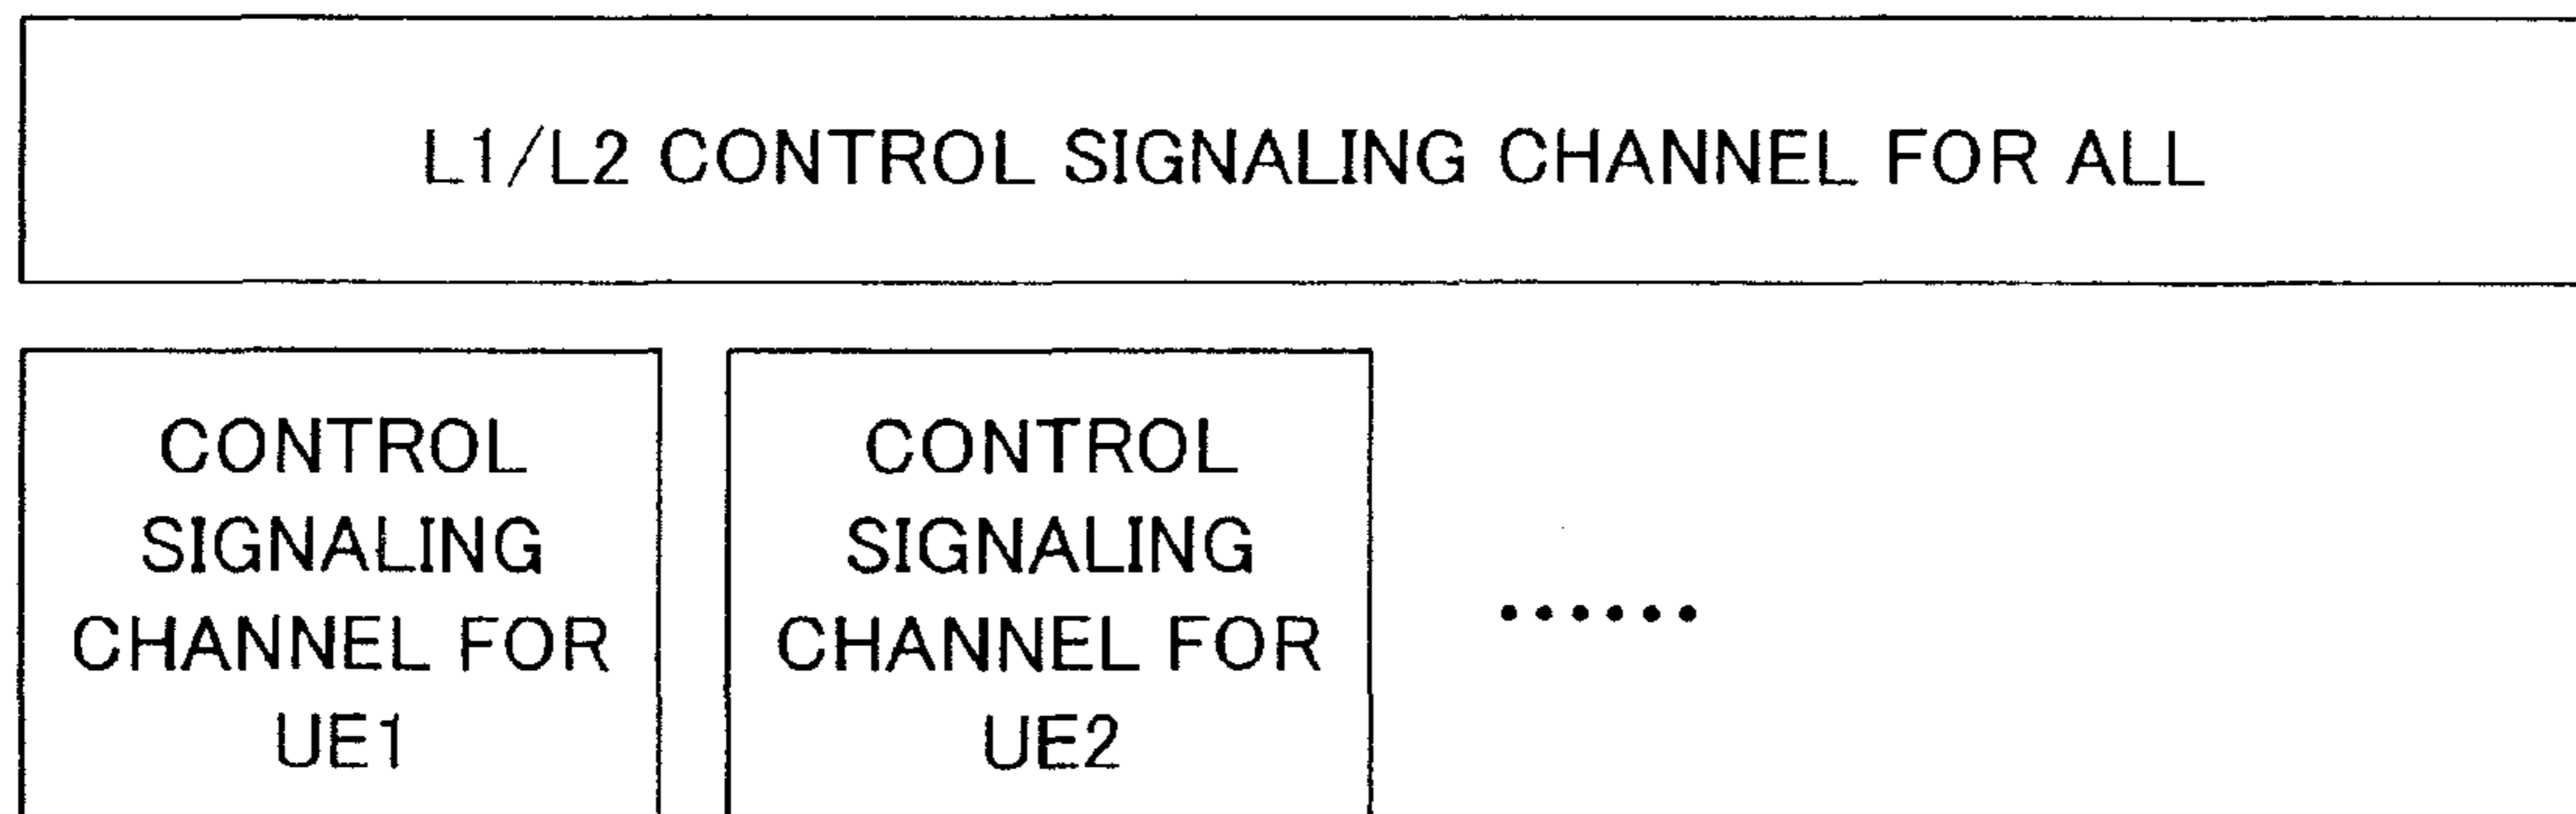 L1/L2 CONTROL SIGNALING CHANNEL FOR ALL
CONTROL
SIGNALING
CHANNEL FOR
UE1
CONTROL
SIGNALING
CHANNEL FOR
UE2
••••••